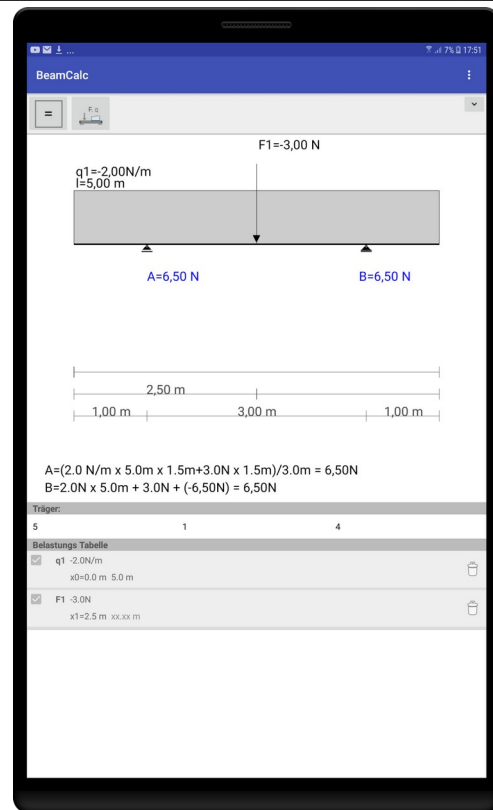 ... 7% 17:51
BeamCalc
=
F, q
F1=-3,00 N
q1=-2,00N/m
l=5,00 m
A=6,50 N B=6,50 N
2,50 m
1,00 m 3,00 m 1,00 m
A=(2.0 N/m x 5.0m x 1.5m+3.0N x 1.5m)/3.0m = 6,50N
B=2.0N x 5.0m + 3.0N + (-6,50N) = 6,50N
Träger:
5 1 4
Belastungs Tabelle
q1 -2.0N/m
x0=0.0 m 5.0 m
F1 -3.0N
x1=2.5 m xx.xx m